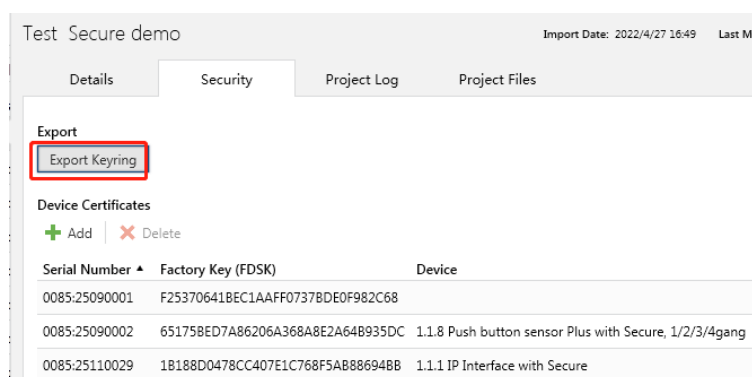 Test Secure demo Import Date: 2022/4/27 16:49 Last M
Details Security Project Log Project Files
Export
Export Keyring
Device Certificates
Add Delete
Serial Number Factory Key (FDSK) Device
0085:25090001 F25370641BEC1AAFF0737BDE0F982C68
0085:25090002 65175BED7A86206A368A8E2A64B935DC 1.1.8 Push button sensor Plus with Secure, 1/2/3/4gang
0085:25110029 1B188D0478CC407E1C768F5AB88694BB 1.1.1 IP Interface with Secure